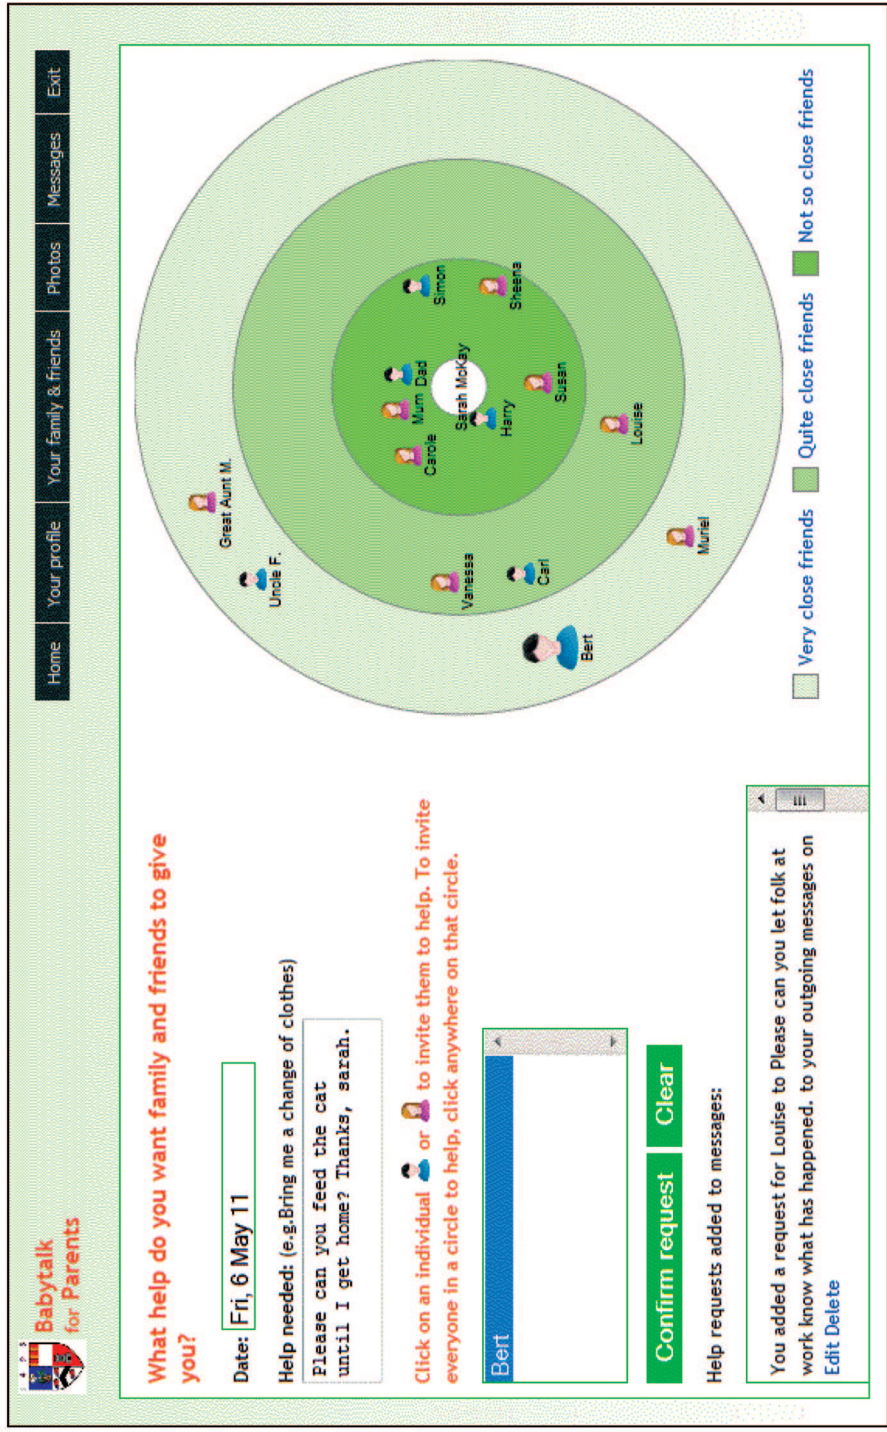 1 4 9 5
Babytalk
for Parents
Home Your profile Your family & friends Photos Messages Exit
What help do you want family and friends to give
you?
Date: Fri, 6 May 11
Help needed: (e.g.Bring me a change of clothes)
Please can you feed the cat
until I get home? Thanks, sarah.
Click on an individual or to invite them to help. To invite
everyone in a circle to help, click anywhere on that circle.
Bert
Confirm request Clear
Help requests added to messages:
You added a request for Louise to Please can you let folk at
work know what has happened. to your outgoing messages on
Edit Delete
Great Aunt M.
Uncle F.
Mum Dad
Simon
Carole
Sarah McKay
Vanessa
Harry
Sheena
Carl
Susan
Bert
Louise
Muriel
Very close friends Quite close friends Not so close friends